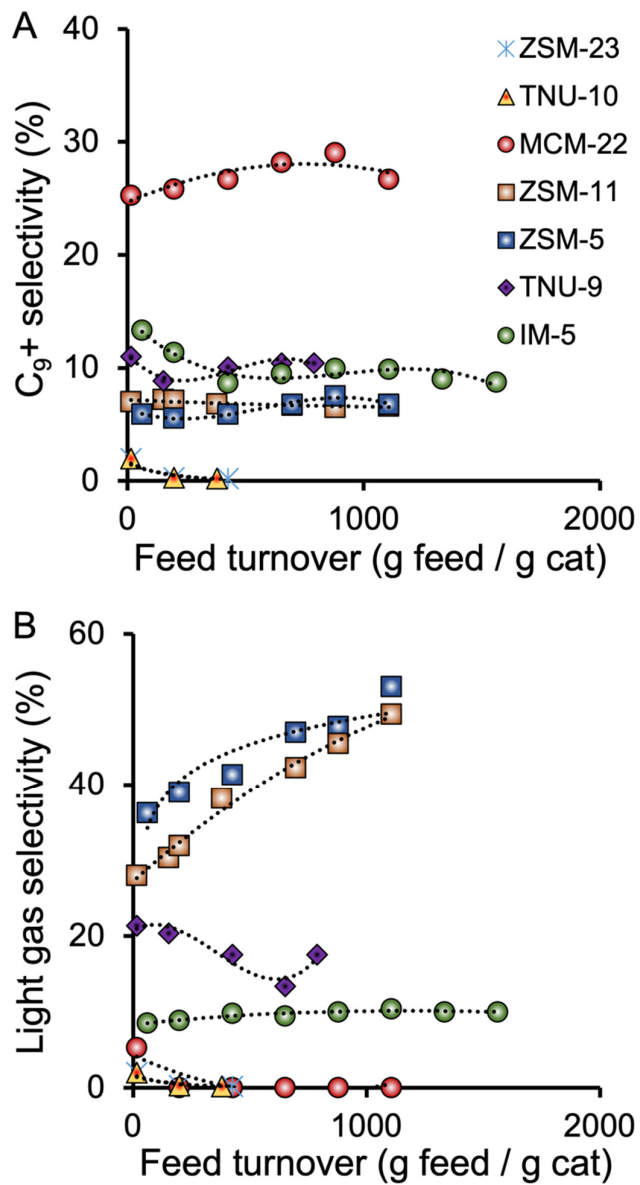 A
40
30
20
10
0
C₉+ selectivity (%)
ZSM-23
TNU-10
MCM-22
ZSM-11
ZSM-5
TNU-9
IM-5
0 1000 2000
Feed turnover (g feed / g cat)
B
60
40
20
0
Light gas selectivity (%)
0 1000 2000
Feed turnover (g feed / g cat)